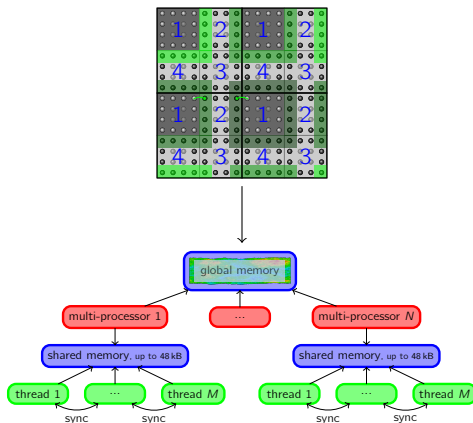 1 2 1 2
4 3 4 3
1 2 1 2
4 3 4 3
global memory
multi-processor 1 ... multi-processor N
shared memory, up to 48 kB shared memory, up to 48 kB
thread 1 ... thread M thread 1 ... thread M
sync sync sync sync